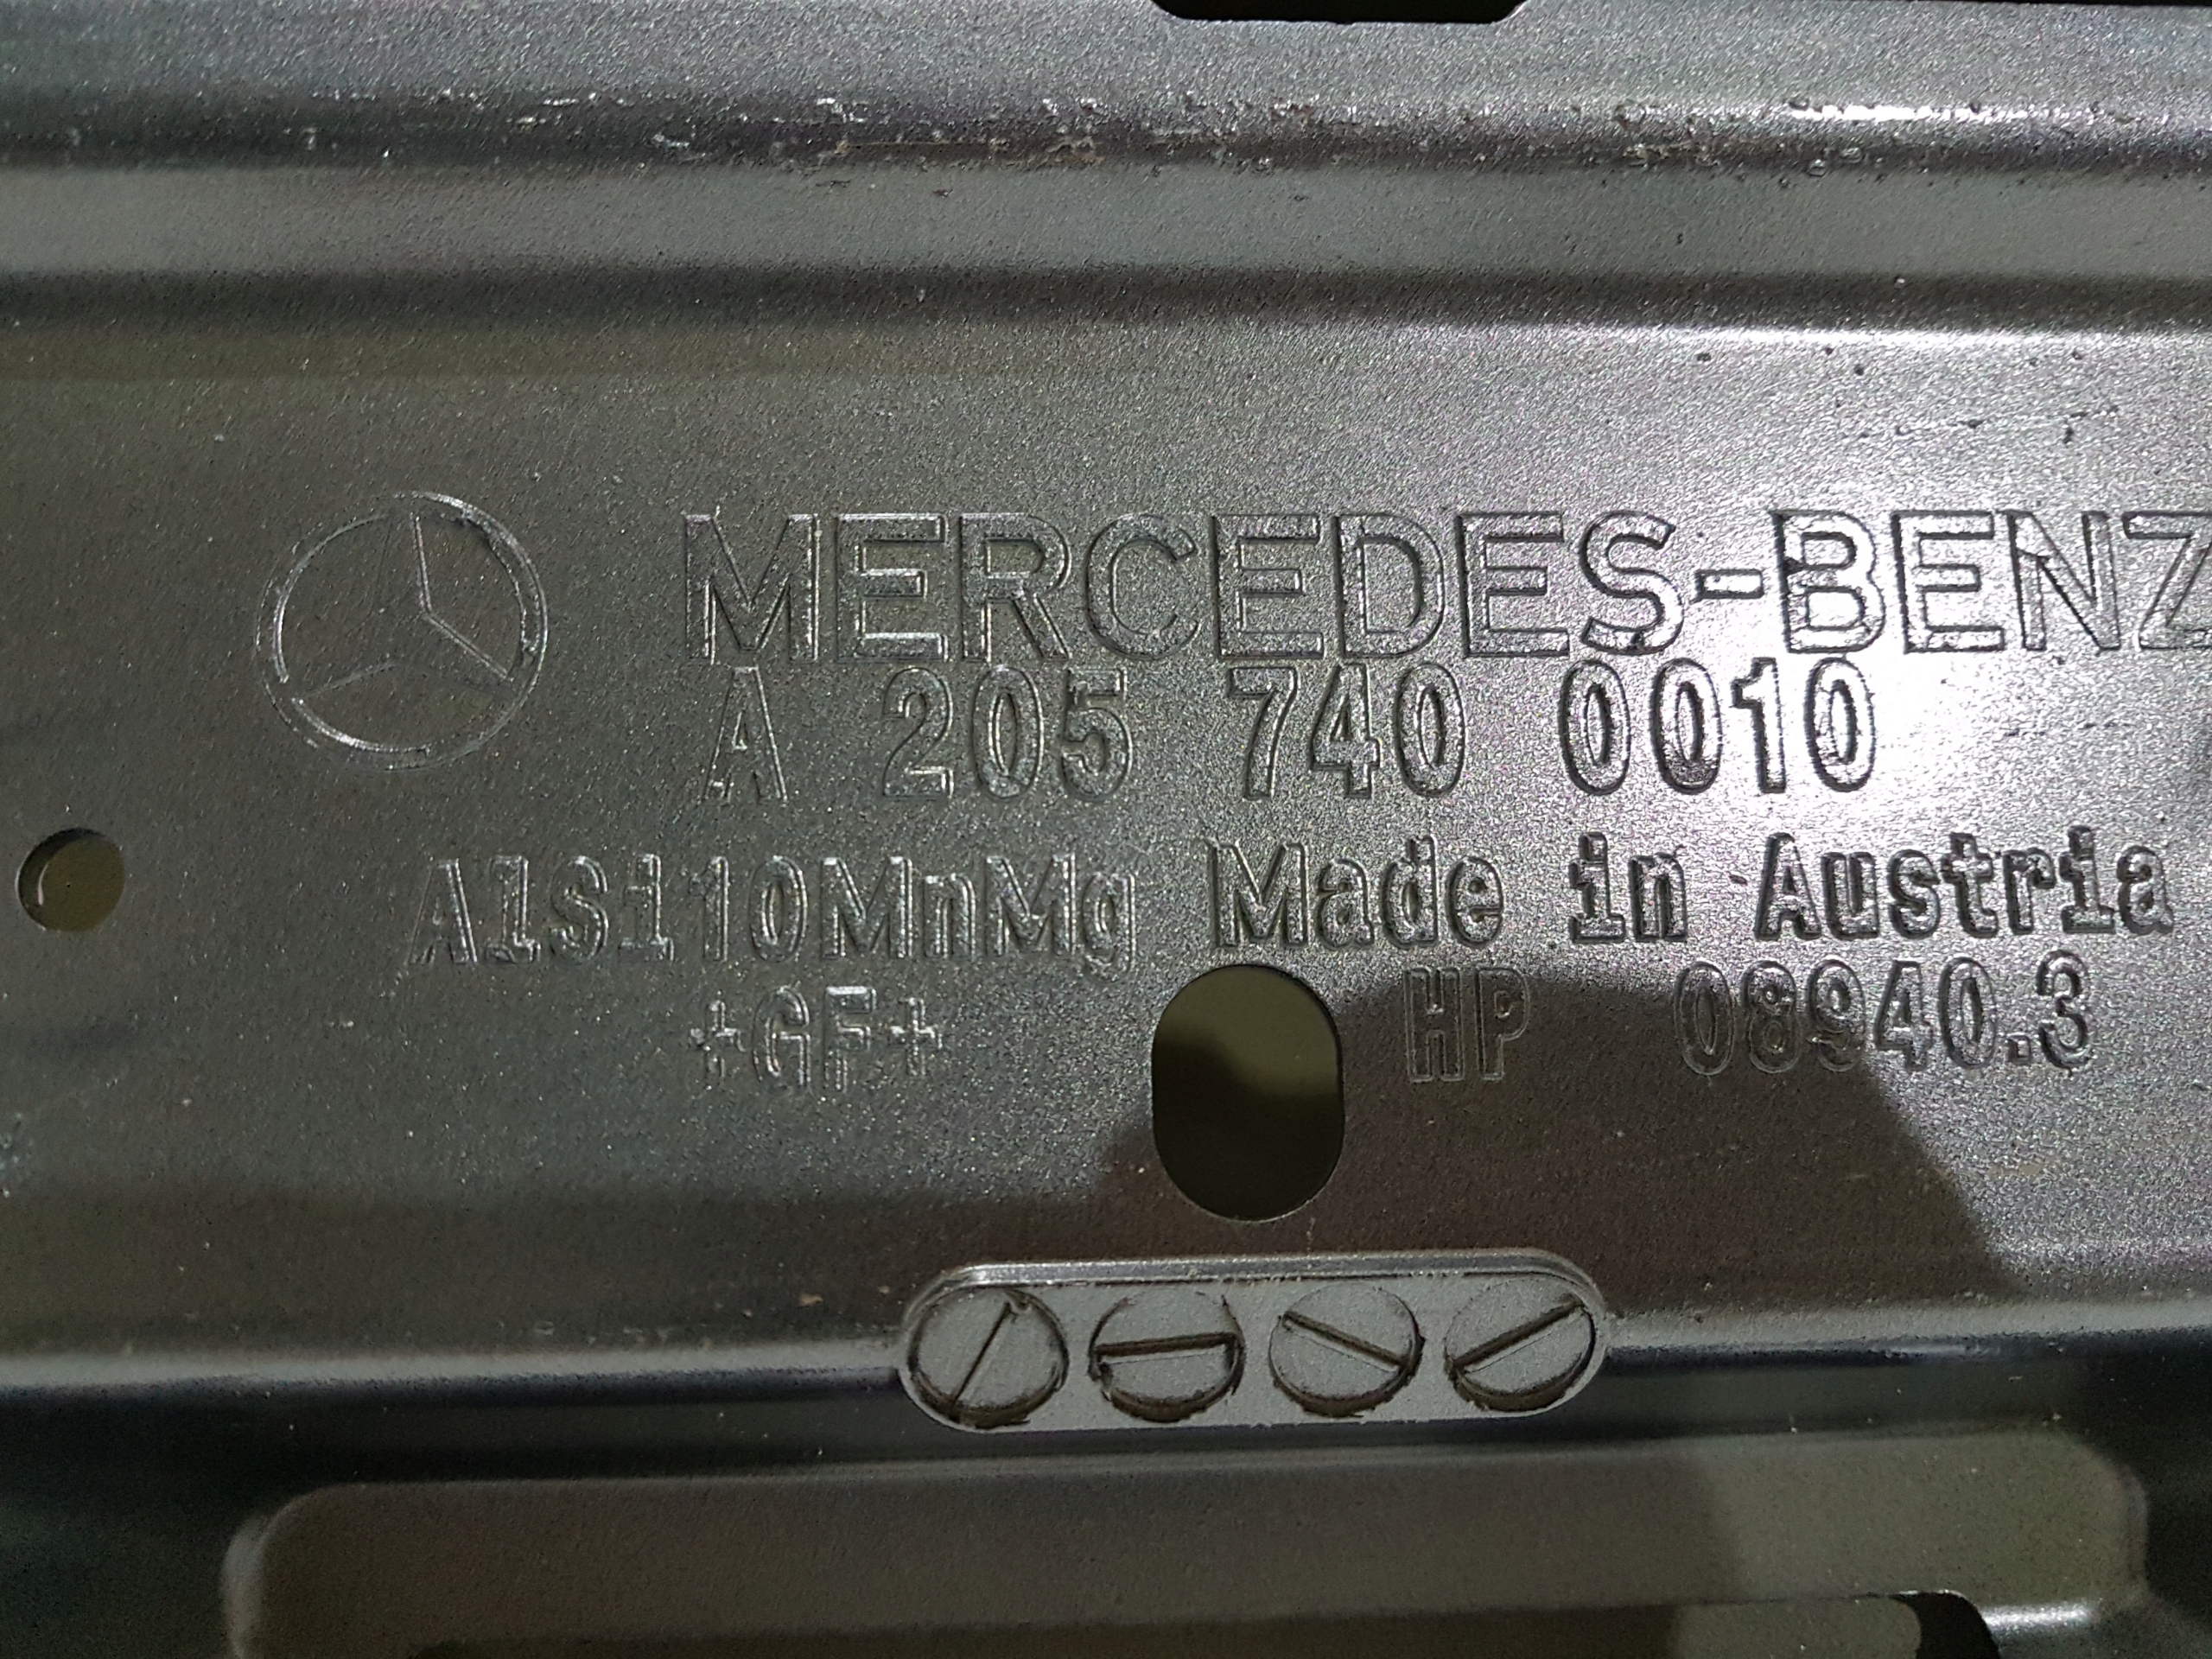 MERCEDES-BENZ
A 205 740 0010
AlSi10MnMg Made in Austria
+GF+ HP 08940.3